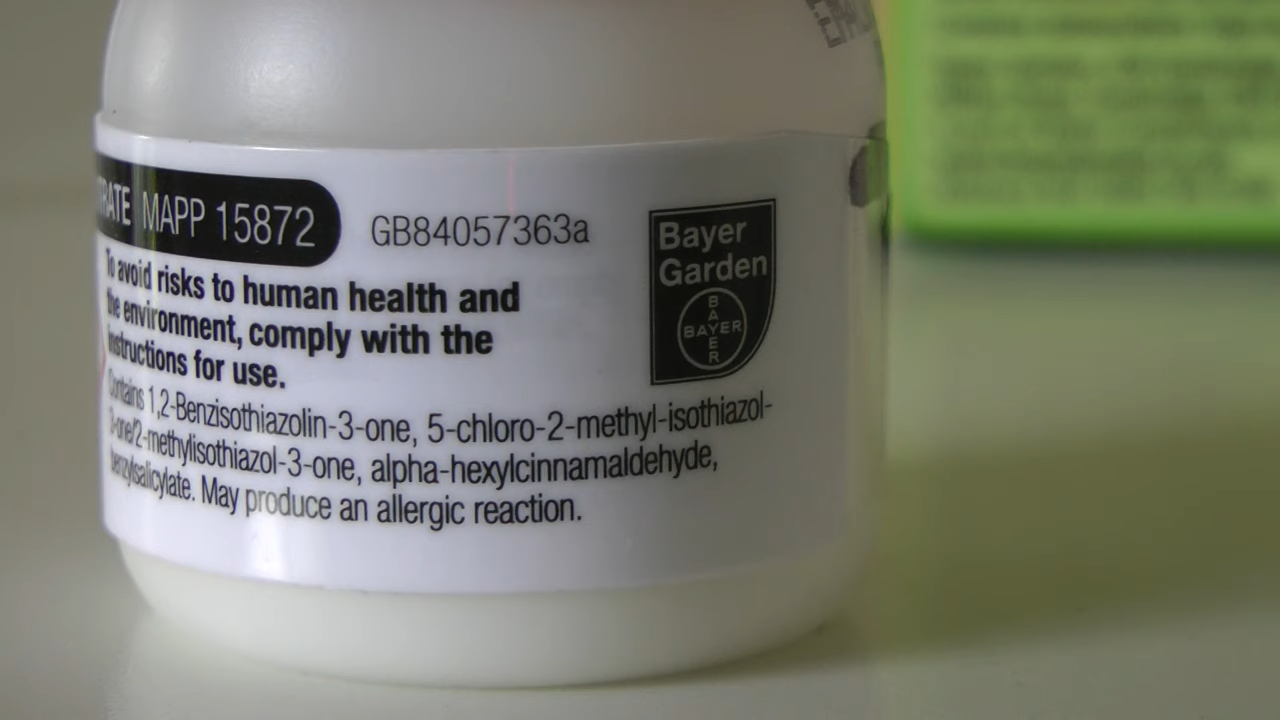 TRATE MAPP 15872
GB84057363a
To avoid risks to human health and
the environment, comply with the
instructions for use.
Contains 1,2-Benzisothiazolin-3-one, 5-chloro-2-methyl-isothiazol-
3-one/2-methylisothiazol-3-one, alpha-hexylcinnamaldehyde,
benzylsalicylate. May produce an allergic reaction.
Bayer
Garden
BAYER
BAYER